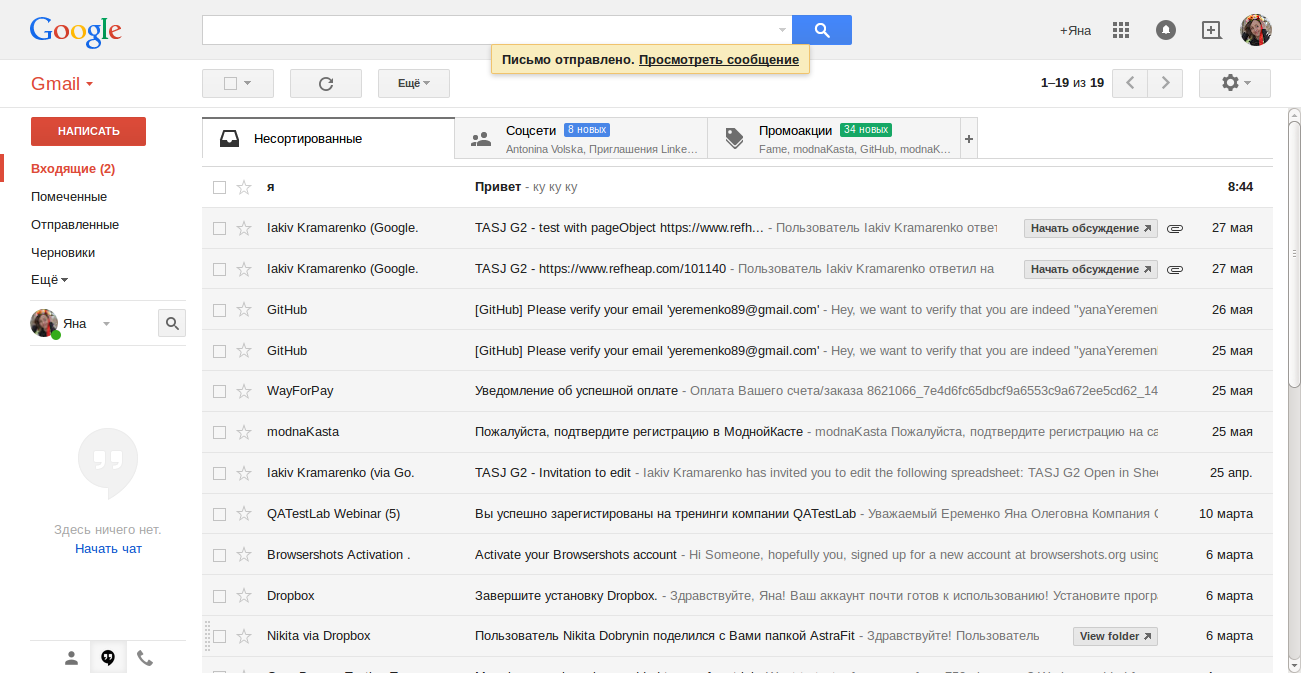 Google
+Яна
Письмо отправлено. Просмотреть сообщение
Gmail
Ещё
1–19 из 19
НАПИСАТЬ
Входящие (2)
Помеченные
Отправленные
Черновики
Ещё
Яна
Здесь ничего нет.
Начать чат
Несортированные
Соцсети 8 новых
Antonina Volska, Приглашения Linke…
Промоакции 34 новых
Fame, modnaKasta, GitHub, modnaK…
+
я Привет - ку ку ку 8:44
Iakiv Kramarenko (Google. TASJ G2 - test with pageObject https://www.refh... - Пользователь Iakiv Kramarenko ответ Начать обсуждение 27 мая
Iakiv Kramarenko (Google. TASJ G2 - https://www.refheap.com/101140 - Пользователь Iakiv Kramarenko ответил на Начать обсуждение 27 мая
GitHub [GitHub] Please verify your email 'yeremenko89@gmail.com' - Hey, we want to verify that you are indeed "yanaYeremen 26 мая
GitHub [GitHub] Please verify your email 'yeremenko89@gmail.com' - Hey, we want to verify that you are indeed "yanaYeremen 25 мая
WayForPay Уведомление об успешной оплате - Оплата Вашего счета/заказа 8621066_7e4d6fc65dbcf9a6553c9a672ee5cd62_14 25 мая
modnaKasta Пожалуйста, подтвердите регистрацию в МоднойКасте - modnaKasta Пожалуйста, подтвердите регистрацию на са 25 мая
Iakiv Kramarenko (via Go. TASJ G2 - Invitation to edit - Iakiv Kramarenko has invited you to edit the following spreadsheet: TASJ G2 Open in Shee 25 апр.
QATestLab Webinar (5) Вы успешно зарегистированы на тренинги компании QATestLab - Уважаемый Еременко Яна Олеговна Компания 10 марта
Browsershots Activation . Activate your Browsershots account - Hi Someone, hopefully you, signed up for a new account at browsershots.org using 6 марта
Dropbox Завершите установку Dropbox. - Здравствуйте, Яна! Ваш аккаунт почти готов к использованию! Установите прогр 6 марта
Nikita via Dropbox Пользователь Nikita Dobrynin поделился с Вами папкой AstraFit - Здравствуйте! Пользователь View folder 6 марта